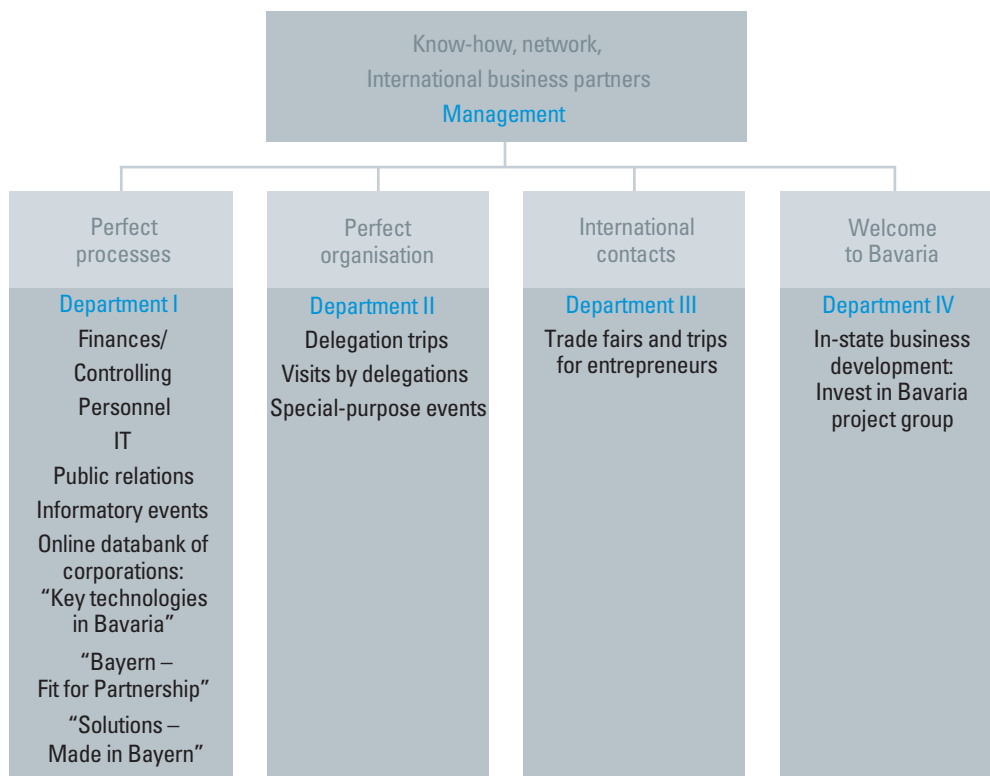 Know-how, network,
International business partners
Management
Perfect
processes
Department I
Finances/
Controlling
Personnel
IT
Public relations
Informatory events
Online databank of
corporations:
“Key technologies
in Bavaria”
“Bayern –
Fit for Partnership”
“Solutions –
Made in Bayern”
Perfect
organisation
Department II
Delegation trips
Visits by delegations
Special-purpose events
International
contacts
Department III
Trade fairs and trips
for entrepreneurs
Welcome
to Bavaria
Department IV
In-state business
development:
Invest in Bavaria
project group